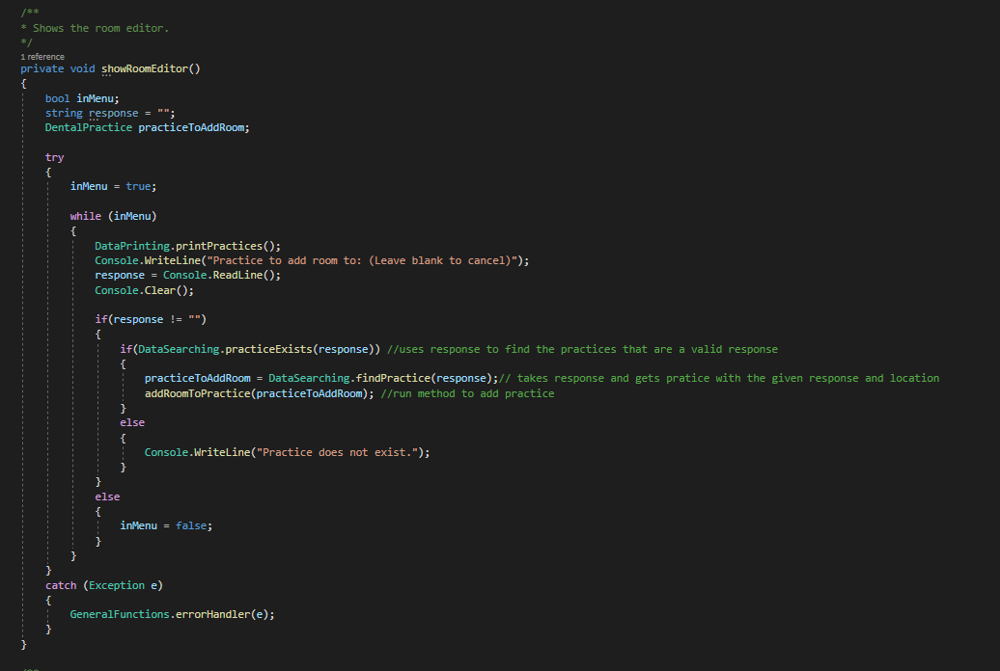 /**
* Shows the room editor.
*/
1 reference
private void showRoomEditor()
{
bool inMenu;
string response = "";
DentalPractice practiceToAddRoom;
try
{
inMenu = true;
while (inMenu)
{
DataPrinting.printPractices();
Console.WriteLine("Practice to add room to: (Leave blank to cancel)");
response = Console.ReadLine();
Console.Clear();
if(response != "")
{
if(DataSearching.practiceExists(response)) //uses response to find the practices that are a valid response
{
practiceToAddRoom = DataSearching.findPractice(response);// takes response and gets pratice with the given response and location
addRoomToPractice(practiceToAddRoom); //run method to add practice
}
else
{
Console.WriteLine("Practice does not exist.");
}
}
else
{
inMenu = false;
}
}
}
catch (Exception e)
{
GeneralFunctions.errorHandler(e);
}
}